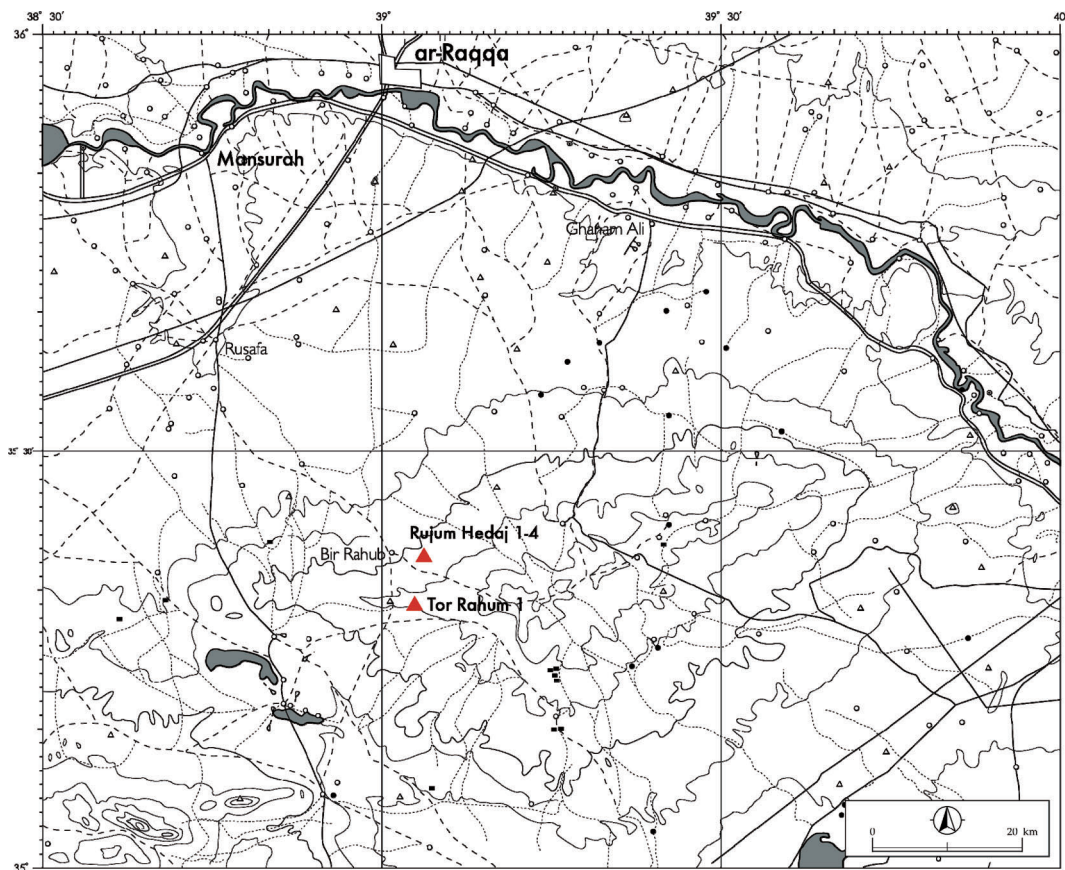 38° 30'
39°
39° 30'
40
36°
ar-Raqqa
Mansurah
Ghanam Ali
Rusafa
35° 30'
Rujum Hedaj 1-4
Bir Rahub
Tor Rahum 1
0 20 km
35°